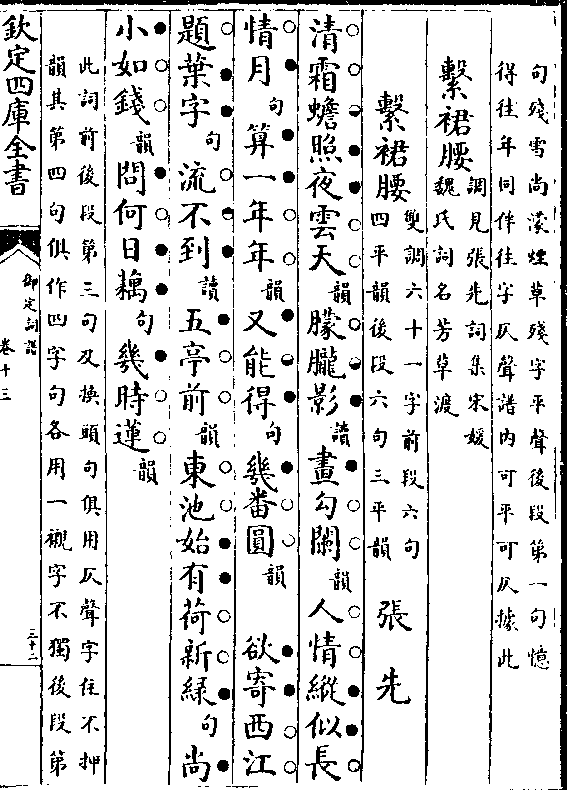 句殘雪尚濛煙草殘字平聲後段第一句憶
得往年同伴往字仄聲譜内可平可仄據此
繫裙腰
調見張先詞集宋媛
魏氏詞名芳草渡
繫裙腰
雙調六十一字前段六句
四平韻後段六句三平韻
張先
清霜蟾照夜雲天韻朦朧影讀畫勾闌韻人情縱似長
情月句算一年年韻又能得句幾番圓韻 欲寄西江
題葉字句流不到讀五亭前韻東池始有荷新緑句尚
小如錢韻問何日藕句幾時蓮韻
此詞前後段第三句及換頭句俱用仄聲字住不押
韻其第四句俱作四字句各用一襯字不獨後段第
欽定四庫全書
御定詞譜
卷十三
三十二